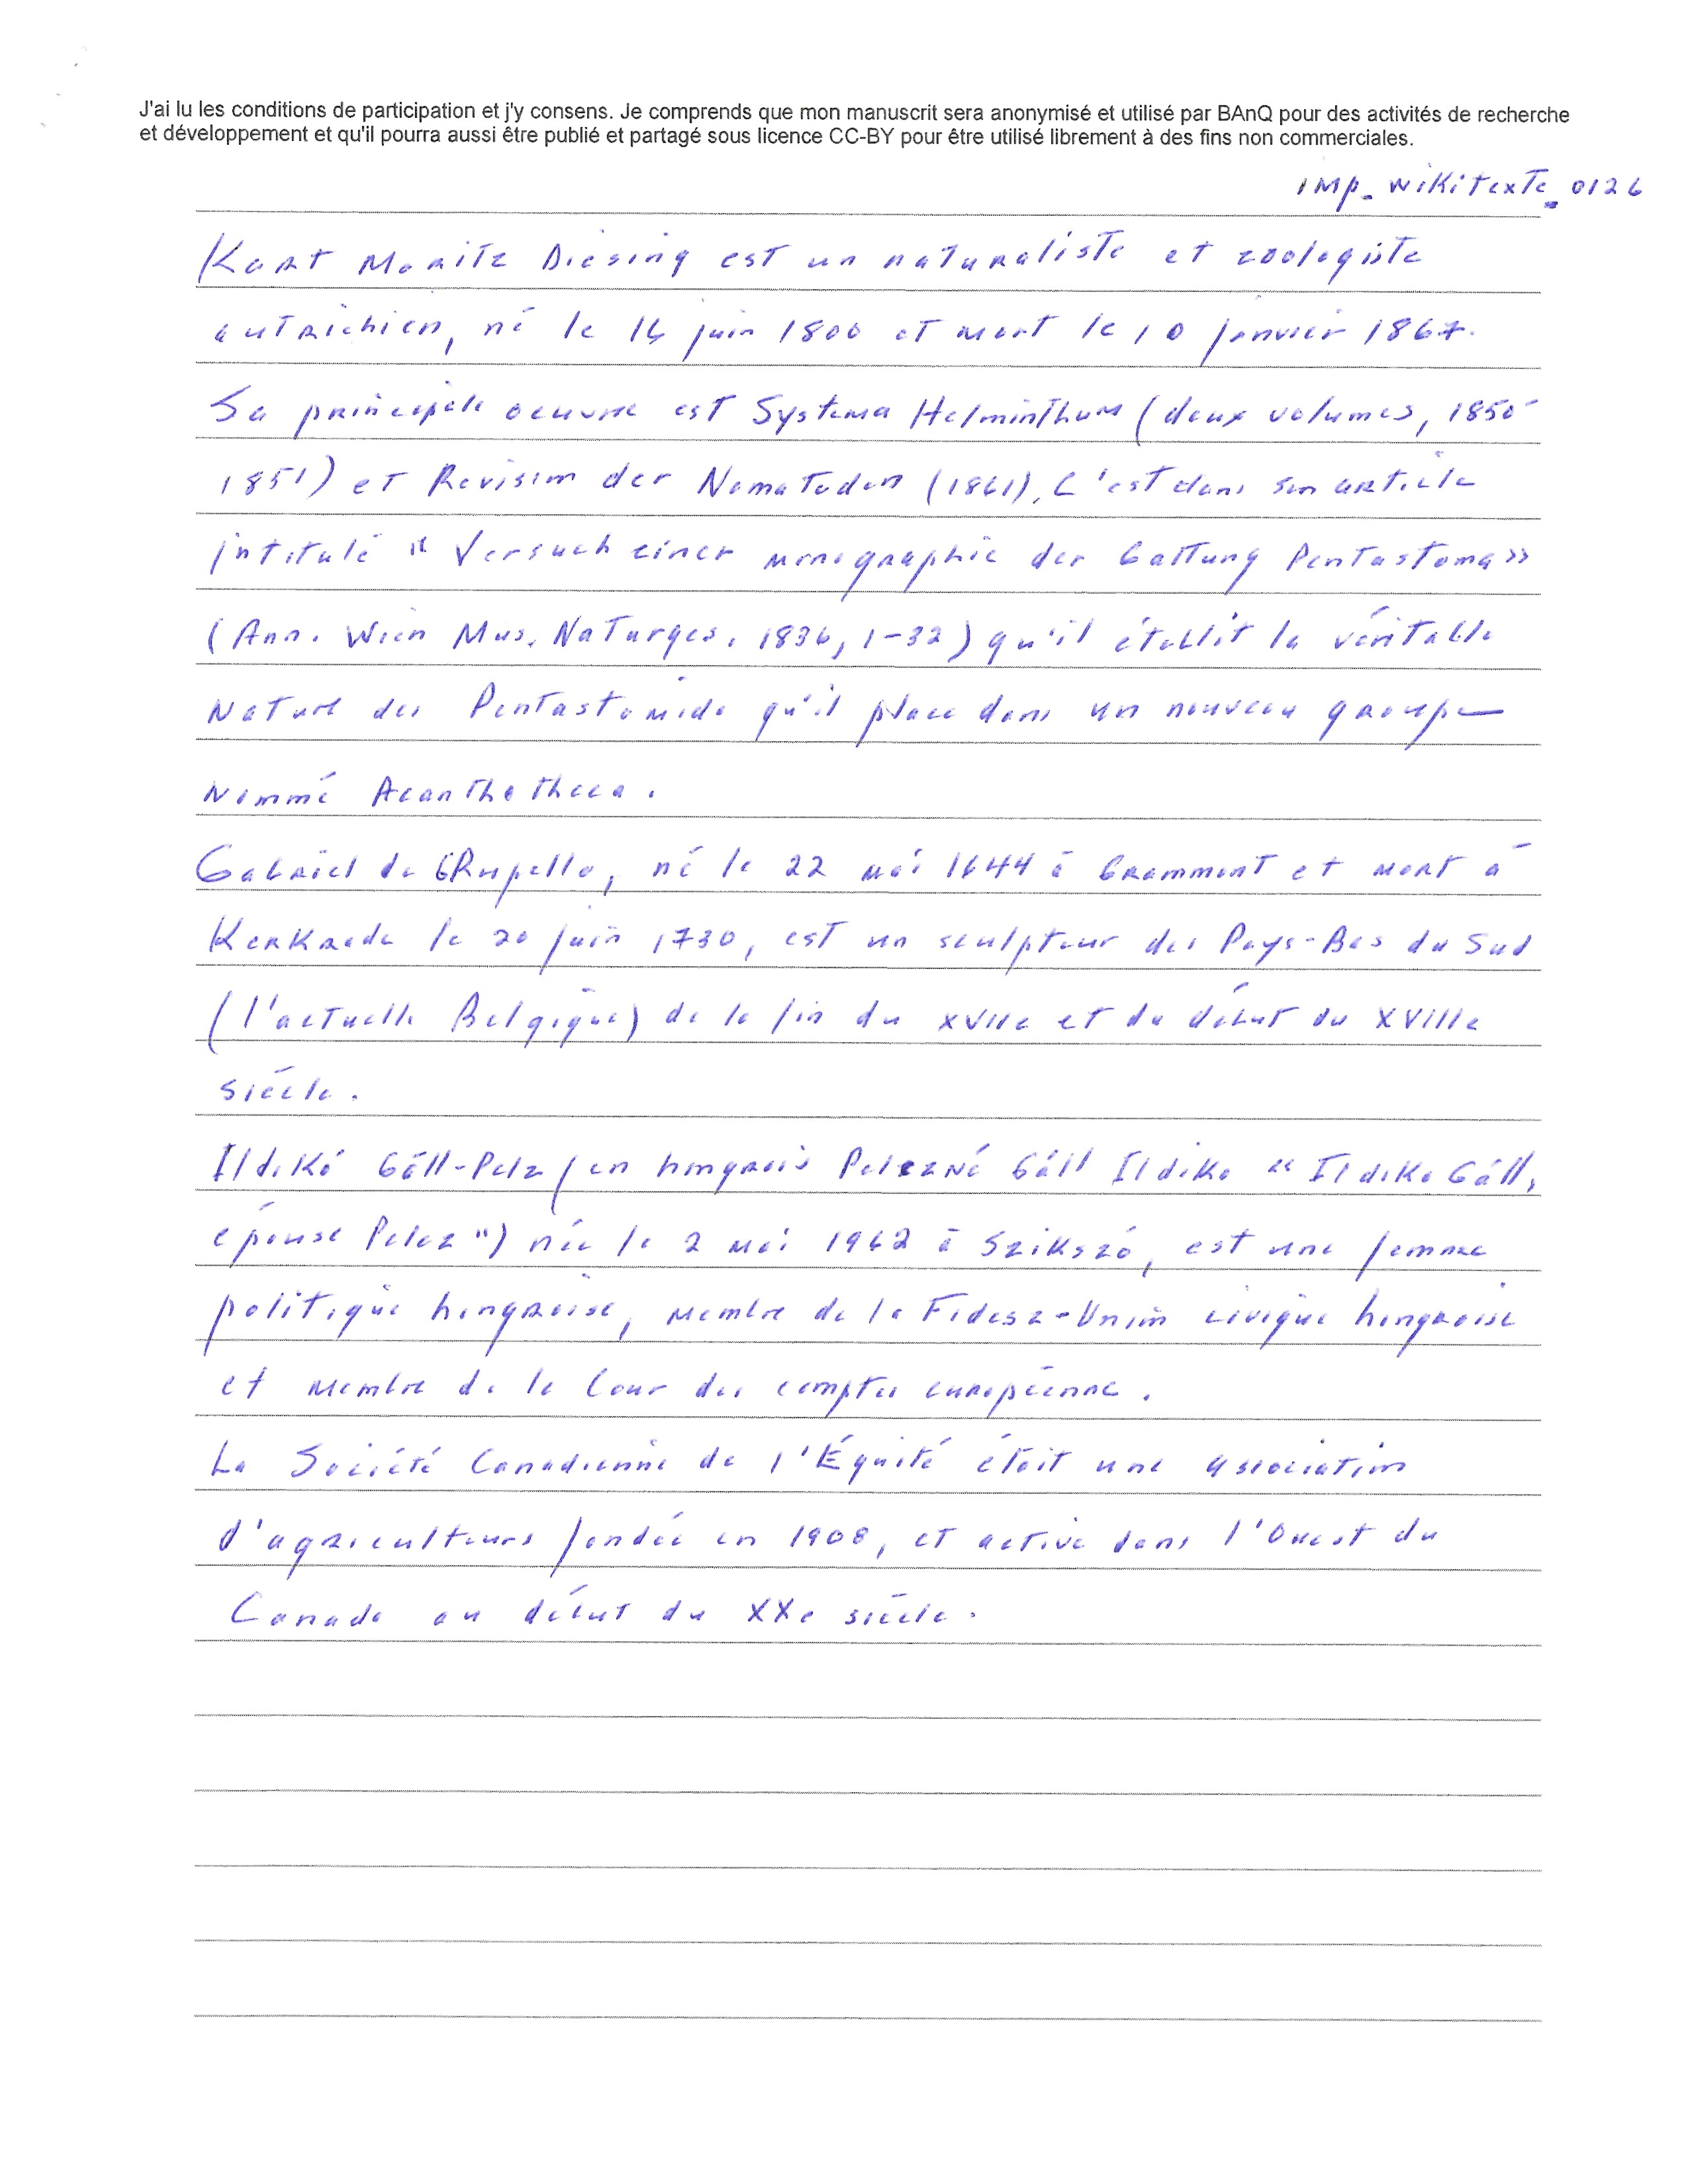 J'ai lu les conditions de participation et j'y consens. Je comprends que mon manuscrit sera anonymisé et utilisé par BAnQ pour des activités de recherche
et développement et qu'il pourra aussi être publié et partagé sous licence CC-BY pour être utilisé librement à des fins non commerciales.
imp_wikitexte_0126
Kart Moritz Diesing est un naturaliste et zoologiste
autrichien, né le 16 juin 1800 et mort le 10 janvier 1867.
Sa principale oeuvre est Systema Helminthum (deux volumes, 1850-
1851) et Revision der Nematoden (1861). C'est dans son article
intitulé « Versuch einer monographie der Gattung Pentastoma »
(Ann. Wien Mus. Naturges. 1836, 1-32) qu'il établit la véritable
nature des Pentastomida qu'il place dans un nouveau groupe
nommé Acanthotheca.
Gabriel de GRupello, né le 22 mai 1644 à Grammont et mort à
Kerkrade le 20 juin 1730, est un sculpteur des Pays-Bas du Sud
(l'actuelle Belgique) de la fin du XVIIe et du début du XVIIIe
siècle.
Ildikó Gáll-Pelz (en hongrois Pelczné Gáll Ildiko "Ildiko Gáll,
épouse Pelcz") née le 2 mai 1962 à Szikszó, est une femme
politique hongroise, membre de la Fidesz-Union civique hongroise
et membre de la Cour des comptes européenne.
La Société Canadienne de l'Équité était une association
d'agriculteurs fondée en 1908, et active dans l'Ouest du
Canada au début du XXe siècle.